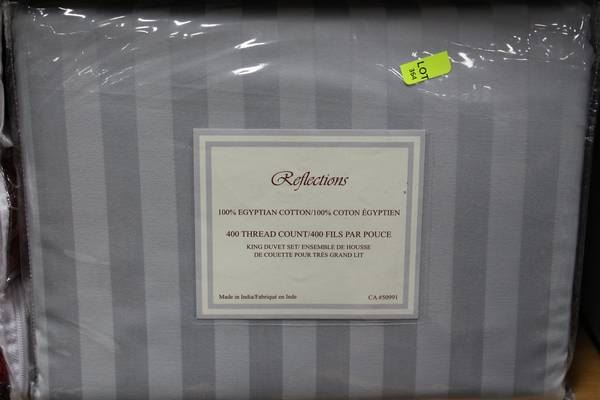 LOT
354
Reflections
100% EGYPTIAN COTTON/100% COTON ÉGYPTIEN
400 THREAD COUNT/400 FILS PAR POUCE
KING DUVET SET/ ENSEMBLE DE HOUSSE
DE COUETTE POUR TRÈS GRAND LIT
Made in India/Fabriqué en Inde
CA #50991